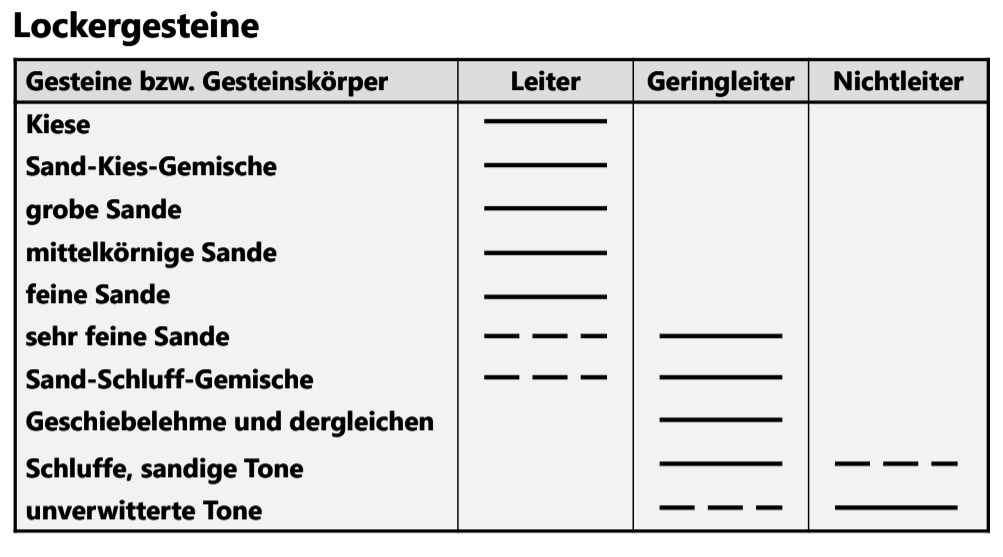 Lockergesteine
Gesteine bzw. Gesteinskörper Leiter Geringleiter Nichtleiter
Kiese
Sand-Kies-Gemische
grobe Sande
mittelkörnige Sande
feine Sande
sehr feine Sande
Sand-Schluff-Gemische
Geschiebelehme und dergleichen
Schluffe, sandige Tone
unverwitterte Tone